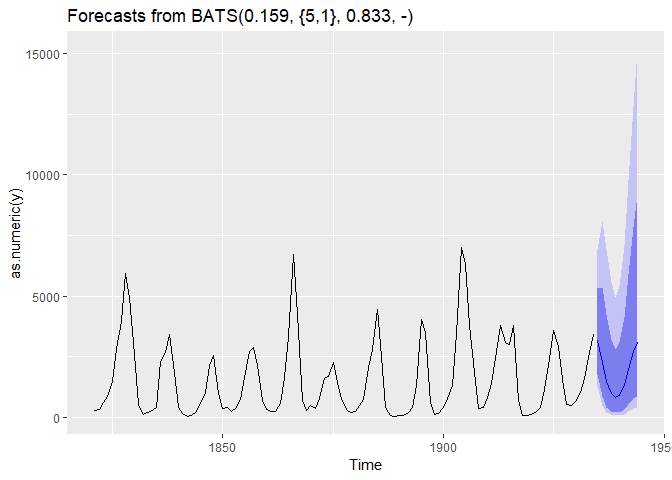 Forecasts from BATS(0.159, {5,1}, 0.833, -)
15000
10000
5000
0
as.numeric(y)
1850
1900
195
Time